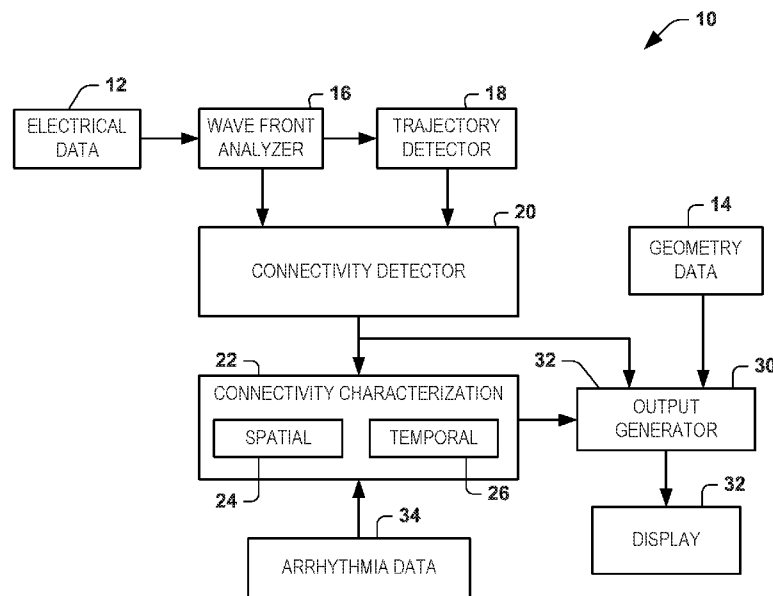 10
12
16
18
ELECTRICAL
DATA
WAVE FRONT
ANALYZER
TRAJECTORY
DETECTOR
20
14
CONNECTIVITY DETECTOR
GEOMETRY
DATA
22
32
30
CONNECTIVITY CHARACTERIZATION
SPATIAL
TEMPORAL
OUTPUT
GENERATOR
24
26
32
34
DISPLAY
ARRHYTHMIA DATA